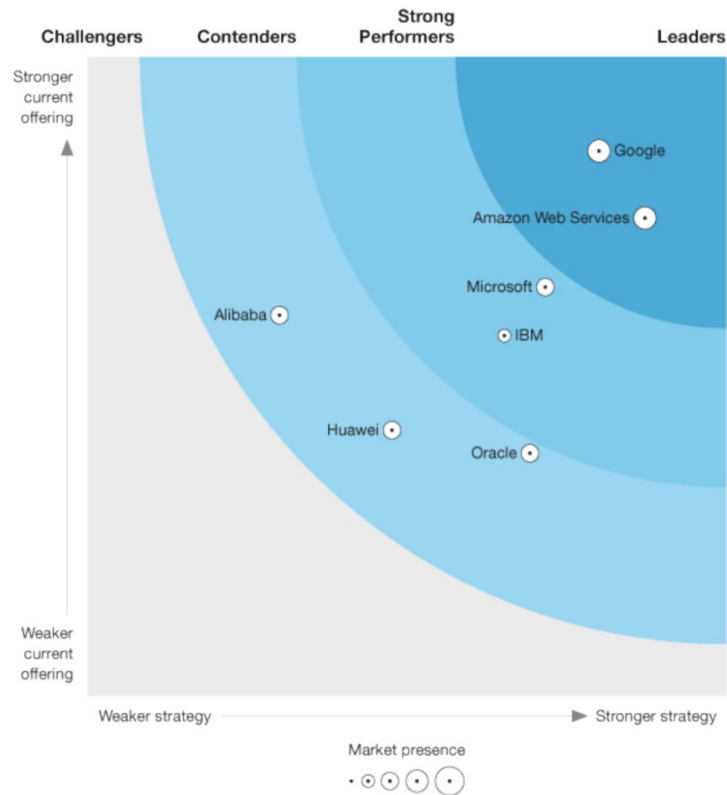 Challengers
Contenders
Strong
Performers
Leaders
Stronger
current
offering
Google
Amazon Web Services
Microsoft
Alibaba
IBM
Huawei
Oracle
Weaker
current
offering
Weaker strategy
Stronger strategy
Market presence